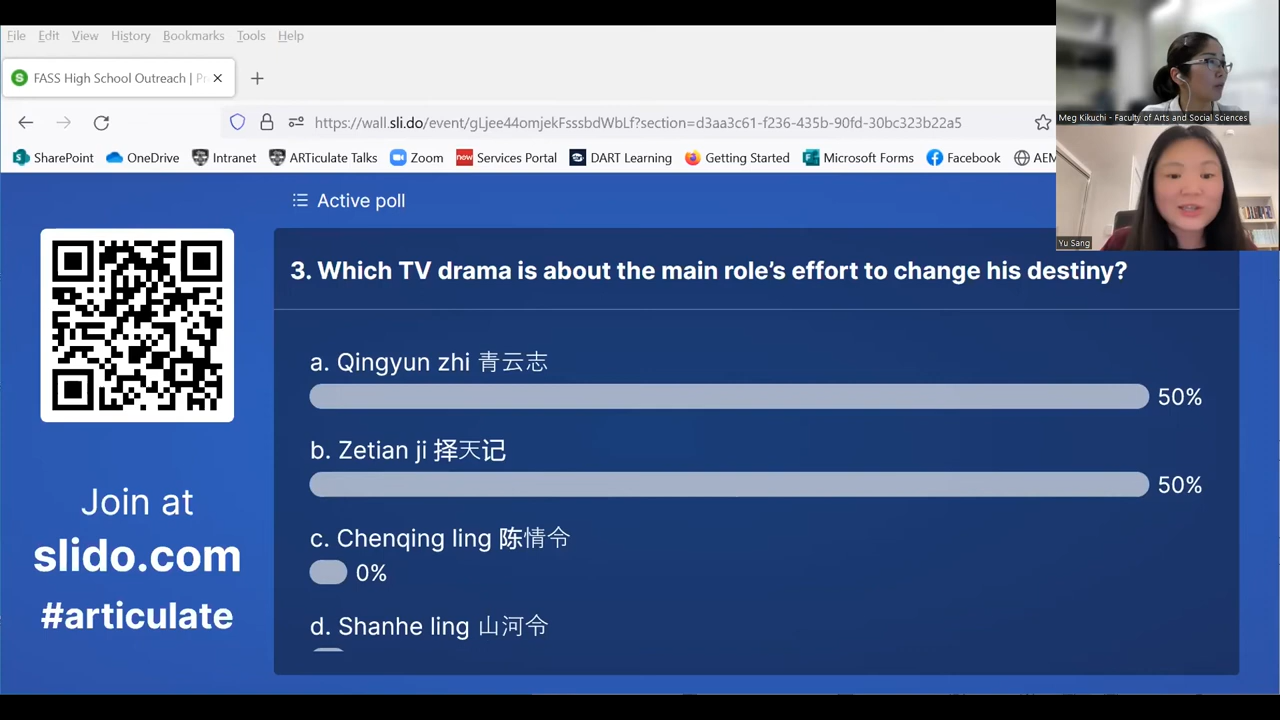 File Edit View History Bookmarks Tools Help
FASS High School Outreach | Pr
https://wall.sli.do/event/gLjee44omjekFsssbdWbLf?section=d3aa3c61-f236-435b-90fd-30bc323b22a5
SharePoint OneDrive Intranet ARTiculate Talks Zoom now Services Portal DART Learning Getting Started Microsoft Forms Facebook AEM
Meg Kikuchi - Faculty of Arts and Social Sciences
Yu Sang
Active poll
3. Which TV drama is about the main role's effort to change his destiny?
a. Qingyun zhi 青云志
50%
b. Zetian ji 择天记
50%
c. Chenqing ling 陈情令
0%
d. Shanhe ling 山河令
Join at
slido.com
#articulate